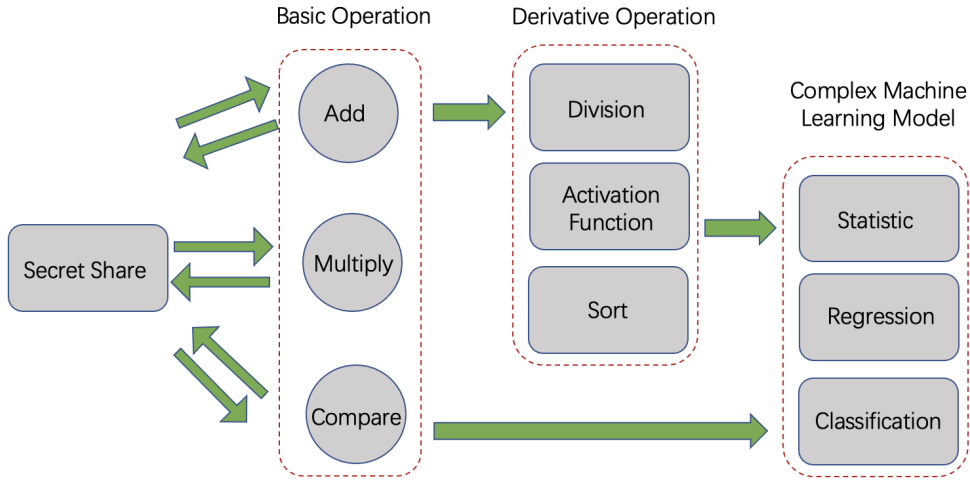 Basic Operation
Derivative Operation
Complex Machine
Learning Model
Secret Share
Add
Multiply
Compare
Division
Activation
Function
Sort
Statistic
Regression
Classification